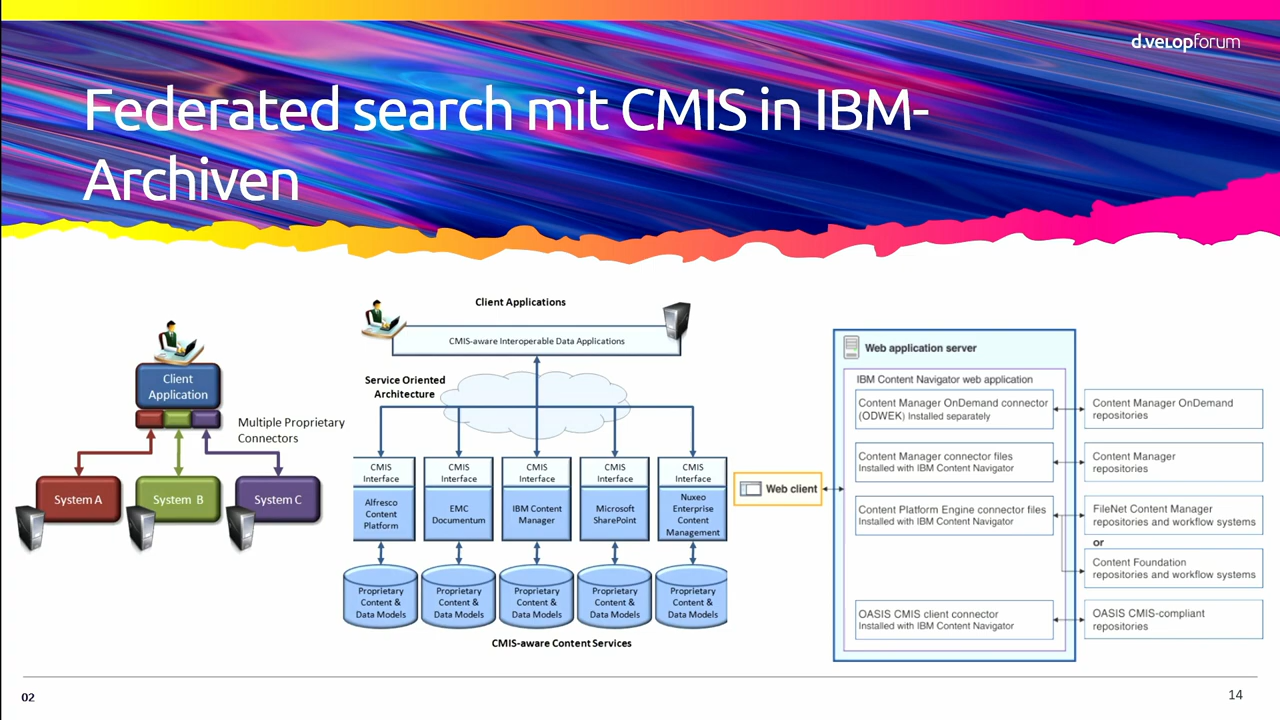 d.velopforum
Federated search mit CMIS in IBM-
Archiven
Client
Application
Multiple Proprietary
Connectors
System A
System B
System C
Client Applications
CMIS-aware Interoperable Data Applications
Service Oriented
Architecture
CMIS
Interface
CMIS
Interface
CMIS
Interface
CMIS
Interface
CMIS
Interface
Alfresco
Content
Platform
EMC
Documentum
IBM Content
Manager
Microsoft
SharePoint
Nuxeo
Enterprise
Content
Management
Proprietary
Content &
Data Models
Proprietary
Content &
Data Models
Proprietary
Content &
Data Models
Proprietary
Content &
Data Models
Proprietary
Content &
Data Models
CMIS-aware Content Services
Web client
Web application server
IBM Content Navigator web application
Content Manager OnDemand connector
(ODWEK) Installed separately
Content Manager connector files
Installed with IBM Content Navigator
Content Platform Engine connector files
Installed with IBM Content Navigator
OASIS CMIS client connector
Installed with IBM Content Navigator
Content Manager OnDemand
repositories
Content Manager
repositories
FileNet Content Manager
repositories and workflow systems
or
Content Foundation
repositories and workflow systems
OASIS CMIS-compliant
repositories
02
14